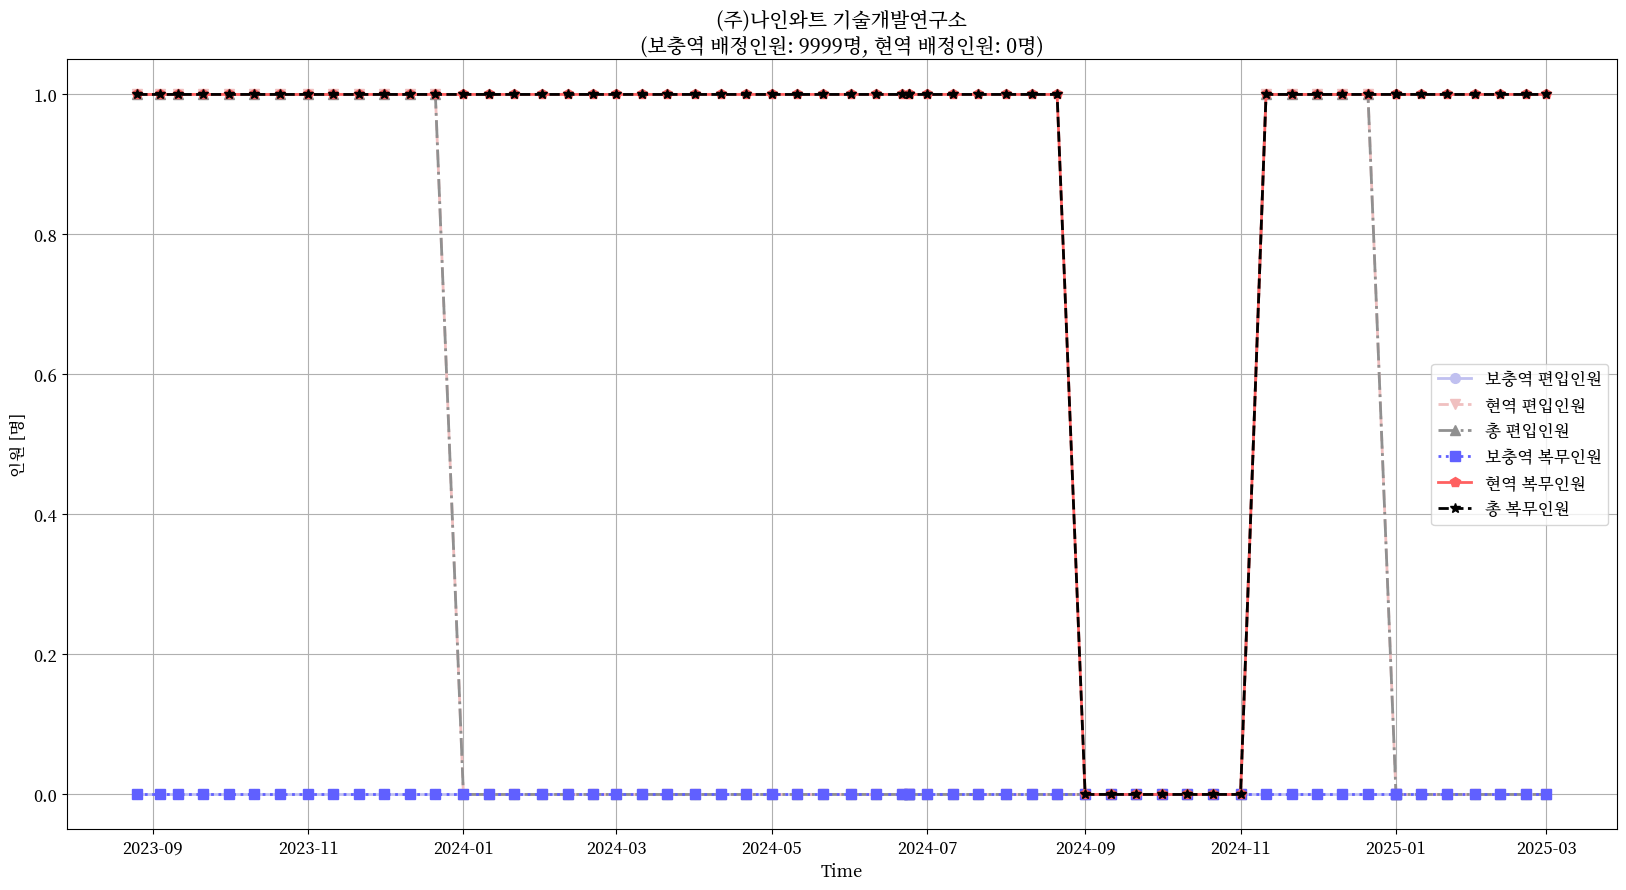 (주)나인와트 기술개발연구소
(보충역 배정인원: 9999명, 현역 배정인원: 0명)
인원 [명]
1.0
0.8
0.6
0.4
0.2
0.0
보충역 편입인원
현역 편입인원
총 편입인원
보충역 복무인원
현역 복무인원
총 복무인원
2023-09
2023-11
2024-01
2024-03
2024-05
2024-07
2024-09
2024-11
2025-01
2025-03
Time